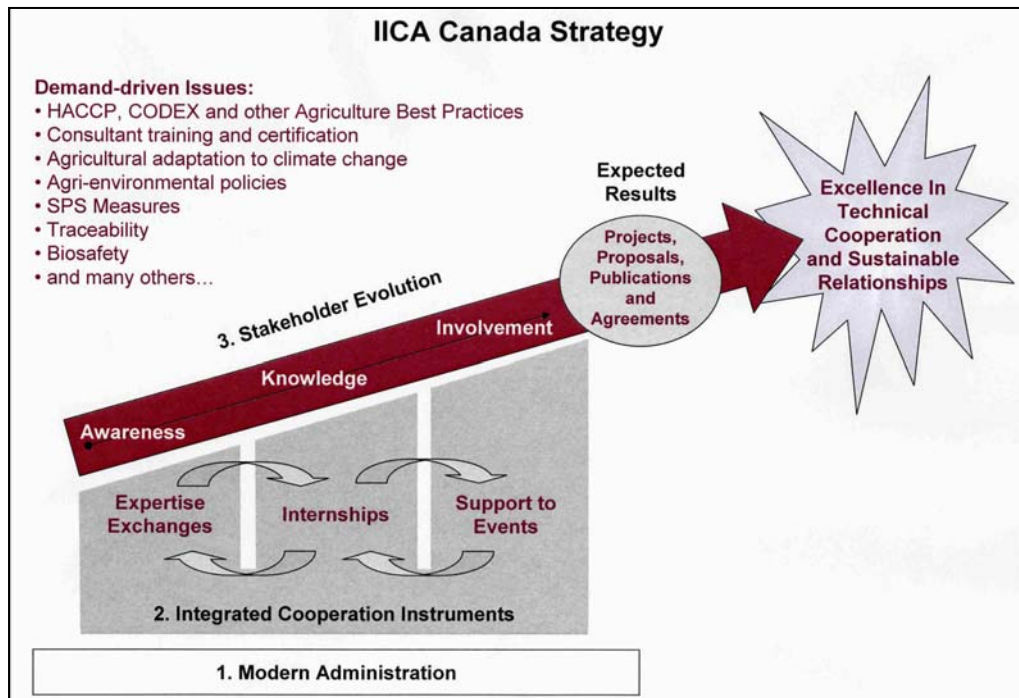 IICA Canada Strategy
Demand-driven Issues:
• HACCP, CODEX and other Agriculture Best Practices
• Consultant training and certification
• Agricultural adaptation to climate change
• Agri-environmental policies
• SPS Measures
• Traceability
• Biosafety
• and many others…
Expected
Results
Projects,
Proposals,
Publications
and
Agreements
Excellence In
Technical
Cooperation
and Sustainable
Relationships
3. Stakeholder Evolution
Awareness
Knowledge
Involvement
Expertise
Exchanges
Internships
Support to
Events
2. Integrated Cooperation Instruments
1. Modern Administration